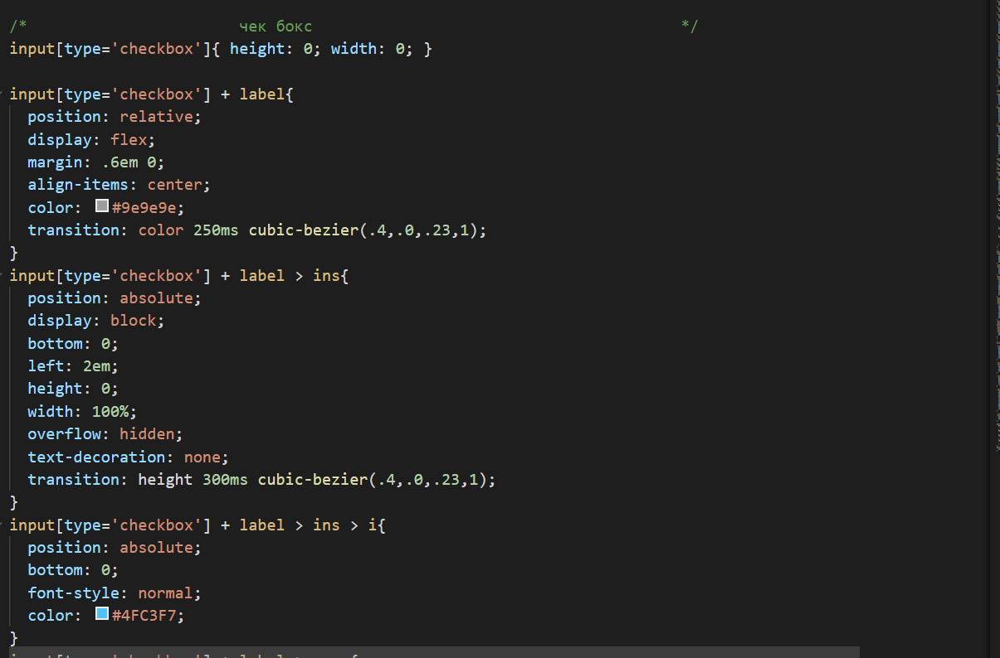 /* чек бокс */
input[type='checkbox']{ height: 0; width: 0; }
input[type='checkbox'] + label{
position: relative;
display: flex;
margin: .6em 0;
align-items: center;
color: #9e9e9e;
transition: color 250ms cubic-bezier(.4,.0,.23,1);
}
input[type='checkbox'] + label > ins{
position: absolute;
display: block;
bottom: 0;
left: 2em;
height: 0;
width: 100%;
overflow: hidden;
text-decoration: none;
transition: height 300ms cubic-bezier(.4,.0,.23,1);
}
input[type='checkbox'] + label > ins > i{
position: absolute;
bottom: 0;
font-style: normal;
color: #4FC3F7;
}